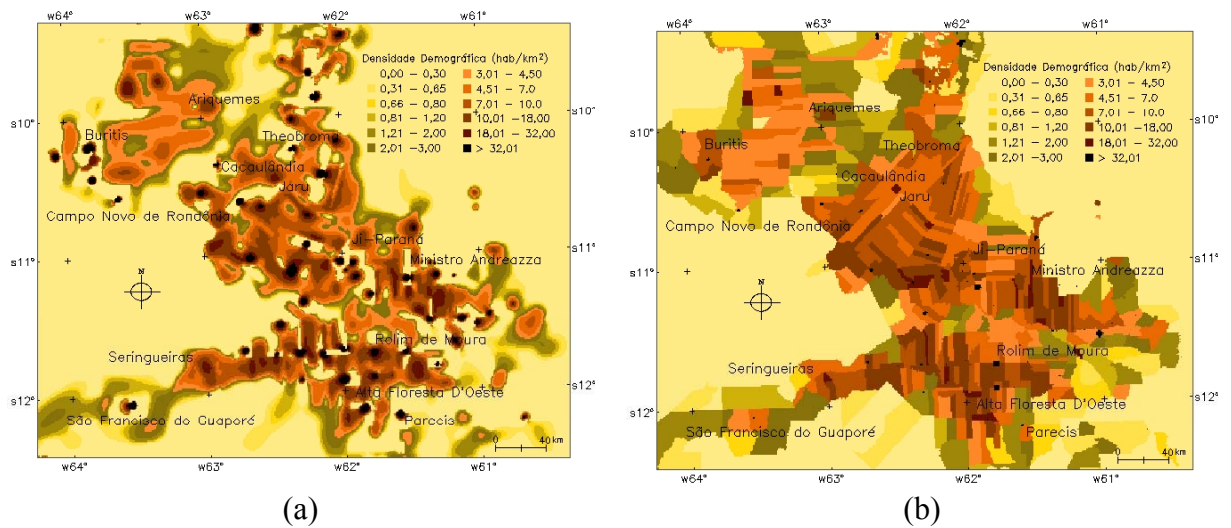 w64° w63° w62° w61°
Densidade Demográfica (hab/km²)
0,00 – 0,30 3,01 – 4,50
0,31 – 0,65 4,51 – 7.0
0,66 – 0,80 7,01 – 10.0
0,81 – 1,20 10,01 –18,00
1,21 – 2,00 18,01 – 32,00
2,01 –3,00 > 32,01
Ariquemes
s10°
Buritis
Theobroma
Cacaulândia
Jaru
Campo Novo de Rondônia
Ji–Paraná
s11°
Ministro Andreazza
N
Rolim de Moura
Seringueiras
s12°
Alta Floresta D'Oeste
São Francisco do Guaporé
Parecis
0 40km
w64° w63° w62° w61°
(a)
w64° w63° w62° w61°
Densidade Demográfica (hab/km²)
0,00 – 0,30 3,01 – 4,50
0,31 – 0,65 4,51 – 7.0
0,66 – 0,80 7,01 – 10.0
0,81 – 1,20 10,01 –18,00
1,21 – 2,00 18,01 – 32,00
2,01 –3,00 > 32,01
Ariquemes
s10°
Buritis
Theobroma
Cacaulândia
Jaru
Campo Novo de Rondônia
Ji–Paraná
s11°
Ministro Andreazza
N
Rolim de Moura
Seringueiras
s12°
Alta Floresta D'Oeste
São Francisco do Guaporé
Parecis
0 40km
w64° w63° w62° w61°
(b)